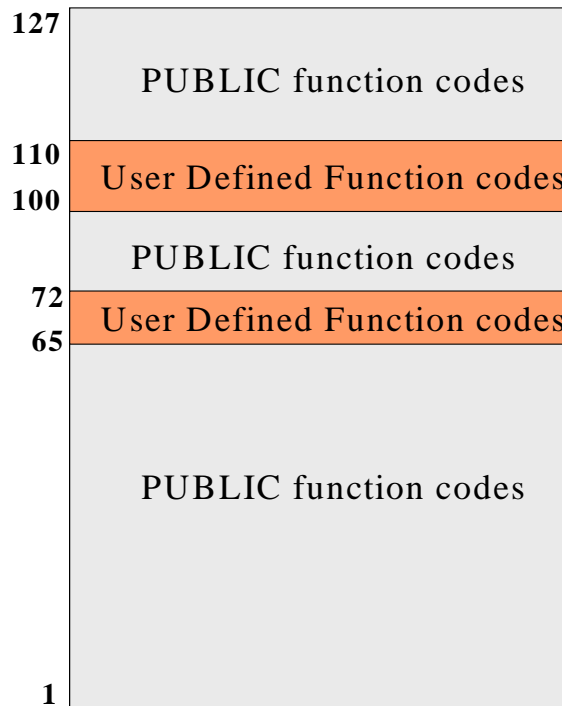 127
PUBLIC function codes
110
User Defined Function codes
100
PUBLIC function codes
72
User Defined Function codes
65
PUBLIC function codes
1